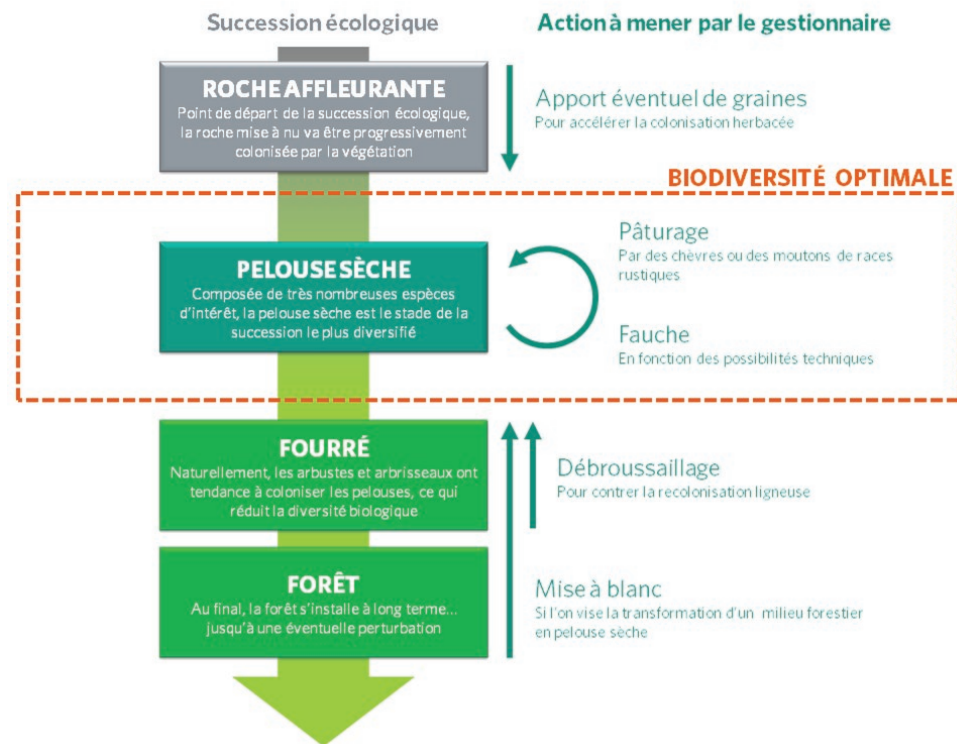 Succession écologique
Action à mener par le gestionnaire
ROCHE AFFLEURANTE
Point de départ de la succession écologique,
la roche mise à nu va être progressivement
colonisée par la végétation
Apport éventuel de graines
Pour accélérer la colonisation herbacée
BIODIVERSITÉ OPTIMALE
PELOUSE SÈCHE
Composée de très nombreuses espèces
d'intérêt, la pelouse sèche est le stade de la
succession le plus diversifié
Pâturage
Par des chèvres ou des moutons de races
rustiques
Fauche
En fonction des possibilités techniques
FOURRÉ
Naturellement, les arbustes et arbrisseaux ont
tendance à coloniser les pelouses, ce qui
réduit la diversité biologique
Débroussaillage
Pour contrer la recolonisation ligneuse
FORÊT
Au final, la forêt s'installe à long terme...
jusqu'à une éventuelle perturbation
Mise à blanc
Si l'on vise la transformation d'un milieu forestier
en pelouse sèche